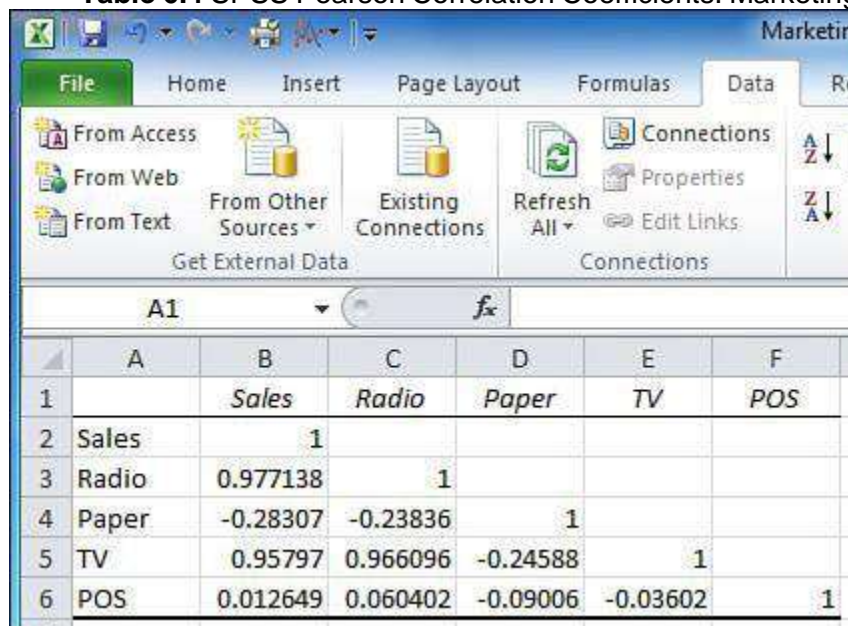 Marketin
File Home Insert Page Layout Formulas Data R
From Access
From Web
From Text
From Other Sources
Existing Connections
Refresh All
Connections
Properties
Edit Links
Get External Data Connections
A1 fx
A B C D E F
1 Sales Radio Paper TV POS
2 Sales 1
3 Radio 0.977138 1
4 Paper -0.28307 -0.23836 1
5 TV 0.95797 0.966096 -0.24588 1
6 POS 0.012649 0.060402 -0.09006 -0.03602 1